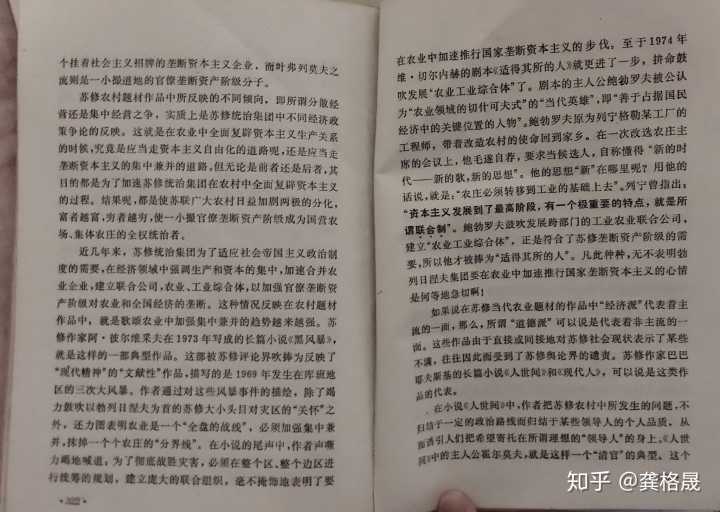 个挂着社会主义招牌的垄断资本主义企业，而叶弗列莫夫之
流则是一小撮道地的官僚垄断资产阶级分子。
苏修农村题材作品中所反映的不同倾向，即所谓分散经
营还是集中经营之争，实质上是苏修统治集团中不同经济政
策争论的反映。这就是在农业中全面复辟资本主义生产关系
的时候，究竟是应当走资本主义自由化的道路呢，还是应当走
垄断资本主义的集中兼并的道路，但无论是前者还是后者，其
目的都是为了加速苏修统治集团在农村中全面复辟资本主义
的过程。结果呢，都是使苏联广大农村日益加剧两极的分化，
富者越富，穷者越穷，使一小撮官僚垄断资产阶级成为国营农
场、集体农庄的全权统治者。
近几年来，苏修统治集团为了适应社会帝国主义政治制
度的需要，在经济领域中强调生产和资本的集中，加速合并农
业企业，建立联合公司，农业、工业综合体，以加强官僚垄断资
产阶级对农业和全国经济的垄断。这种情况反映在农村题材
作品中，就是歌颂农业中加强集中兼并的趋势越来越强。苏
修作家阿·彼尔维采夫在1973年写成的长篇小说《黑风暴》，
就是这样的一部典型作品。这部被苏修评论界吹捧为反映了
“现代精神”的“文献性”作品，描写的是1969年发生在库班地
区的三次大风暴。作者通过对这些风暴事件的描绘，除了竭
力鼓吹以勃列日涅夫为首的苏修大小头目对灾区的“关怀”之
外，还力图表明农业是一个“全盘的战线”，必须加强集中兼
并，抹掉一个个农庄的“分界线”。在小说的尾声中，作者声嘶
力竭地喊道：为了彻底战胜灾害，必须在整个区、整个边区进
行统筹的规划，建立庞大的联合组织，毫不掩饰地表明了要
在农业中加速推行国家垄断资本主义的步伐。至于1974年
维·切尔内赫的剧本《适得其所的人》就更进了一步，拚命鼓
吹发展“农业工业综合体”了。剧本的主人公鲍勃罗夫被公认
为“农业领域的切什可夫式”的“当代英雄”，即“善于占据国民
经济中的关键位置的人物”。鲍勃罗夫原为列宁格勒某工厂的
工程师，带着改造农村的使命回到家乡。在一次改选农庄主
席的会议上，他毛遂自荐，要求当候选人，自称懂得“新的时
代——新的歌，新的思想”。他的思想“新”在哪里呢？用他的
话说，就是：“农庄必须转移到工业的基础上去”。列宁曾指出：
“资本主义发展到了最高阶段，有一个极重要的特点，就是所
谓联合制”。鲍勃罗夫鼓吹发展跨部门的工业农业联合公司，
建立“农业工业综合体”，正是符合了苏修垄断资产阶级的需
要，所以他才被捧为“适得其所的人”。凡此种种，无不表明勃
列日涅夫集团要在农业中加速推行国家垄断资本主义的心情
是何等地急切啊！
如果说在苏修当代农业题材的作品中“经济派”代表着主
流的一面，那么，所谓“道德派”可以说是代表着非主流的一
面。这些作品由于直接或间接地对苏修社会现状表示了某些
不满，往往因此而受到了苏修舆论界的谴责。苏修作家巴巴
耶夫斯基的长篇小说《人世间》和《现代人》，可以说是这类作
品的代表。
在小说《人世间》中，作者把苏修农村中所发生的问题，不
归结于一定的政治路线而归结于某些领导人的个人品质，从
而诱引人们把希望寄托在所谓理想的“领导人”的身上。《人世
间》中的主人公霍尔莫夫，就是这样一个“清官”的典型。这个
知乎 @龚格晟